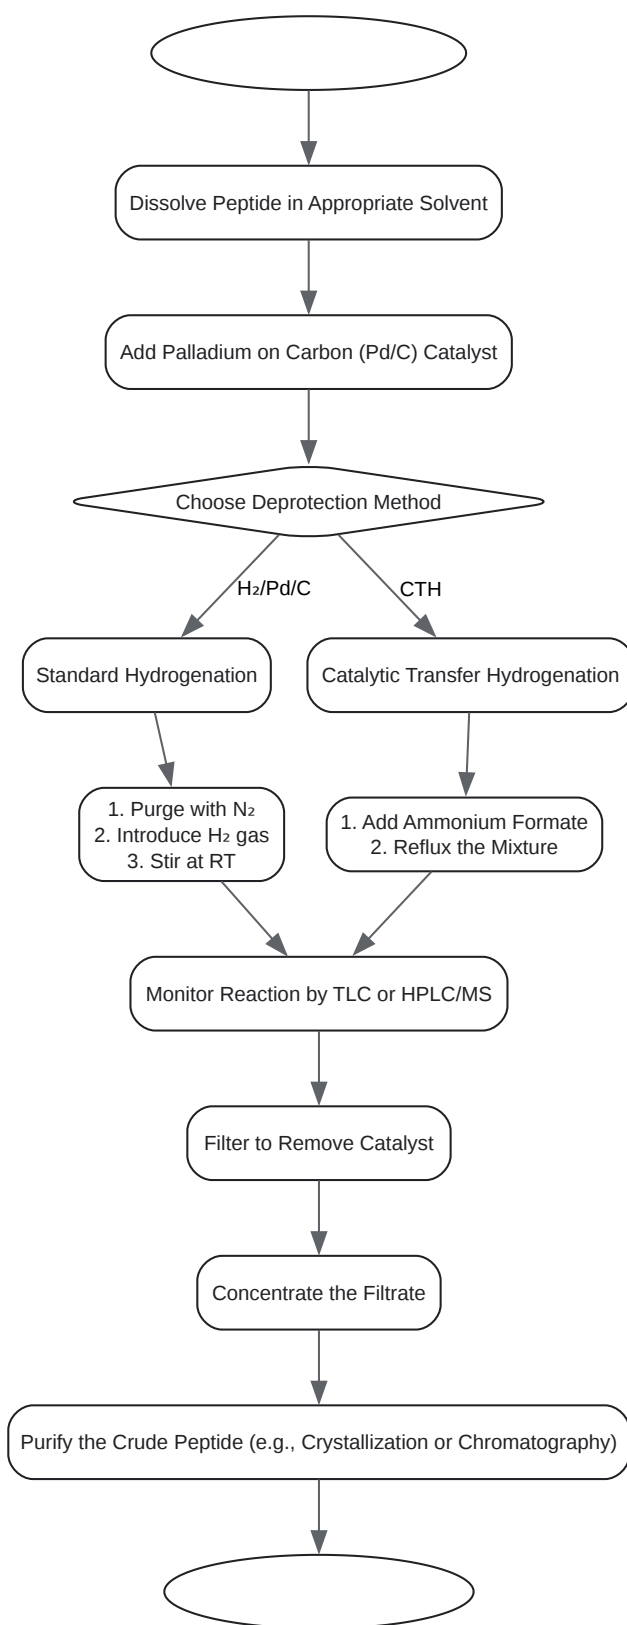 Dissolve Peptide in Appropriate Solvent
Add Palladium on Carbon (Pd/C) Catalyst
Choose Deprotection Method
H₂/Pd/C
CTH
Standard Hydrogenation
Catalytic Transfer Hydrogenation
1. Purge with N₂
2. Introduce H₂ gas
3. Stir at RT
1. Add Ammonium Formate
2. Reflux the Mixture
Monitor Reaction by TLC or HPLC/MS
Filter to Remove Catalyst
Concentrate the Filtrate
Purify the Crude Peptide (e.g., Crystallization or Chromatography)